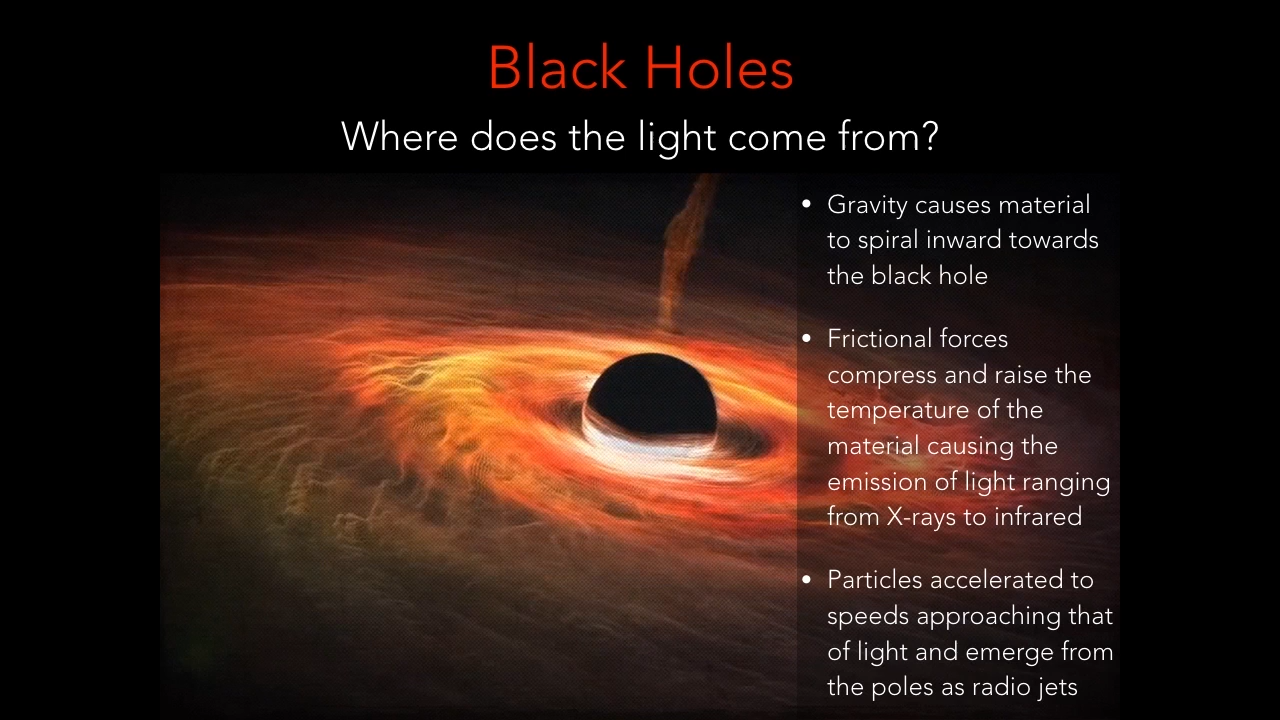 Black Holes
Where does the light come from?
• Gravity causes material
to spiral inward towards
the black hole
• Frictional forces
compress and raise the
temperature of the
material causing the
emission of light ranging
from X-rays to infrared
• Particles accelerated to
speeds approaching that
of light and emerge from
the poles as radio jets